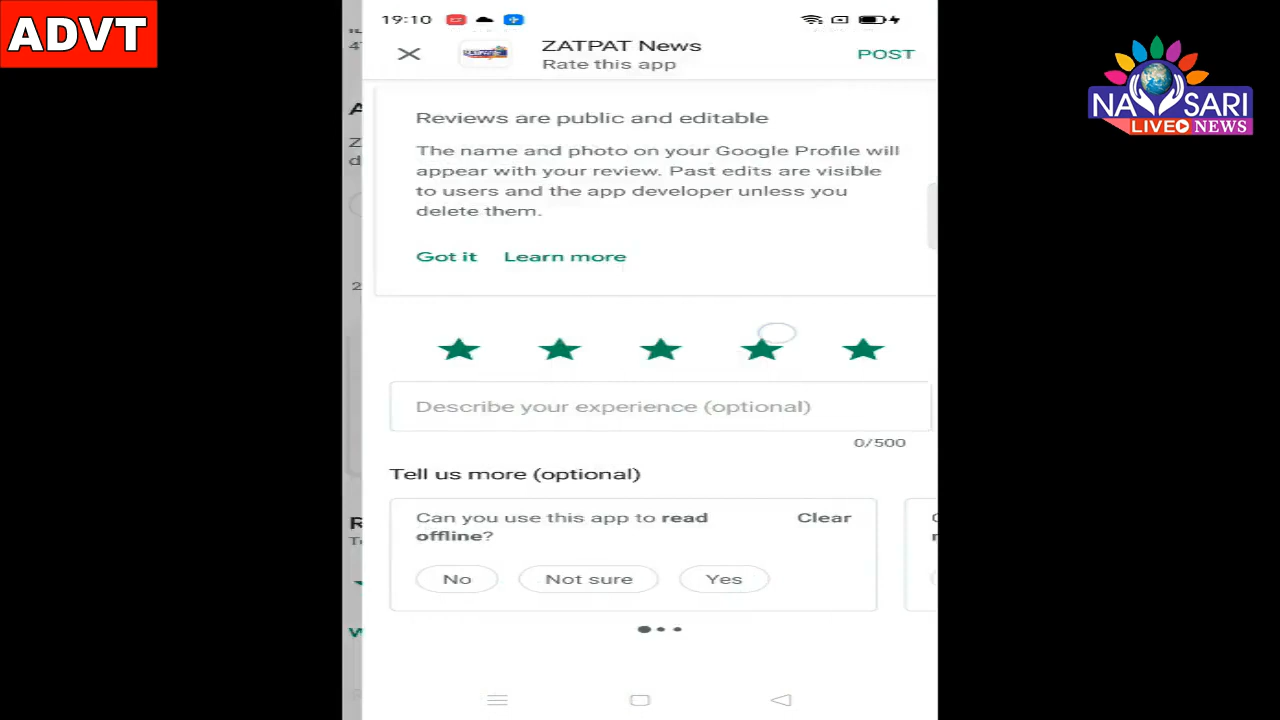 ADVT
19:10
ZATPAT News
Rate this app
POST
NAVSARI
LIVE NEWS
Reviews are public and editable
The name and photo on your Google Profile will
appear with your review. Past edits are visible
to users and the app developer unless you
delete them.
Got it Learn more
Describe your experience (optional)
0/500
Tell us more (optional)
Can you use this app to read
offline?
Clear
No Not sure Yes